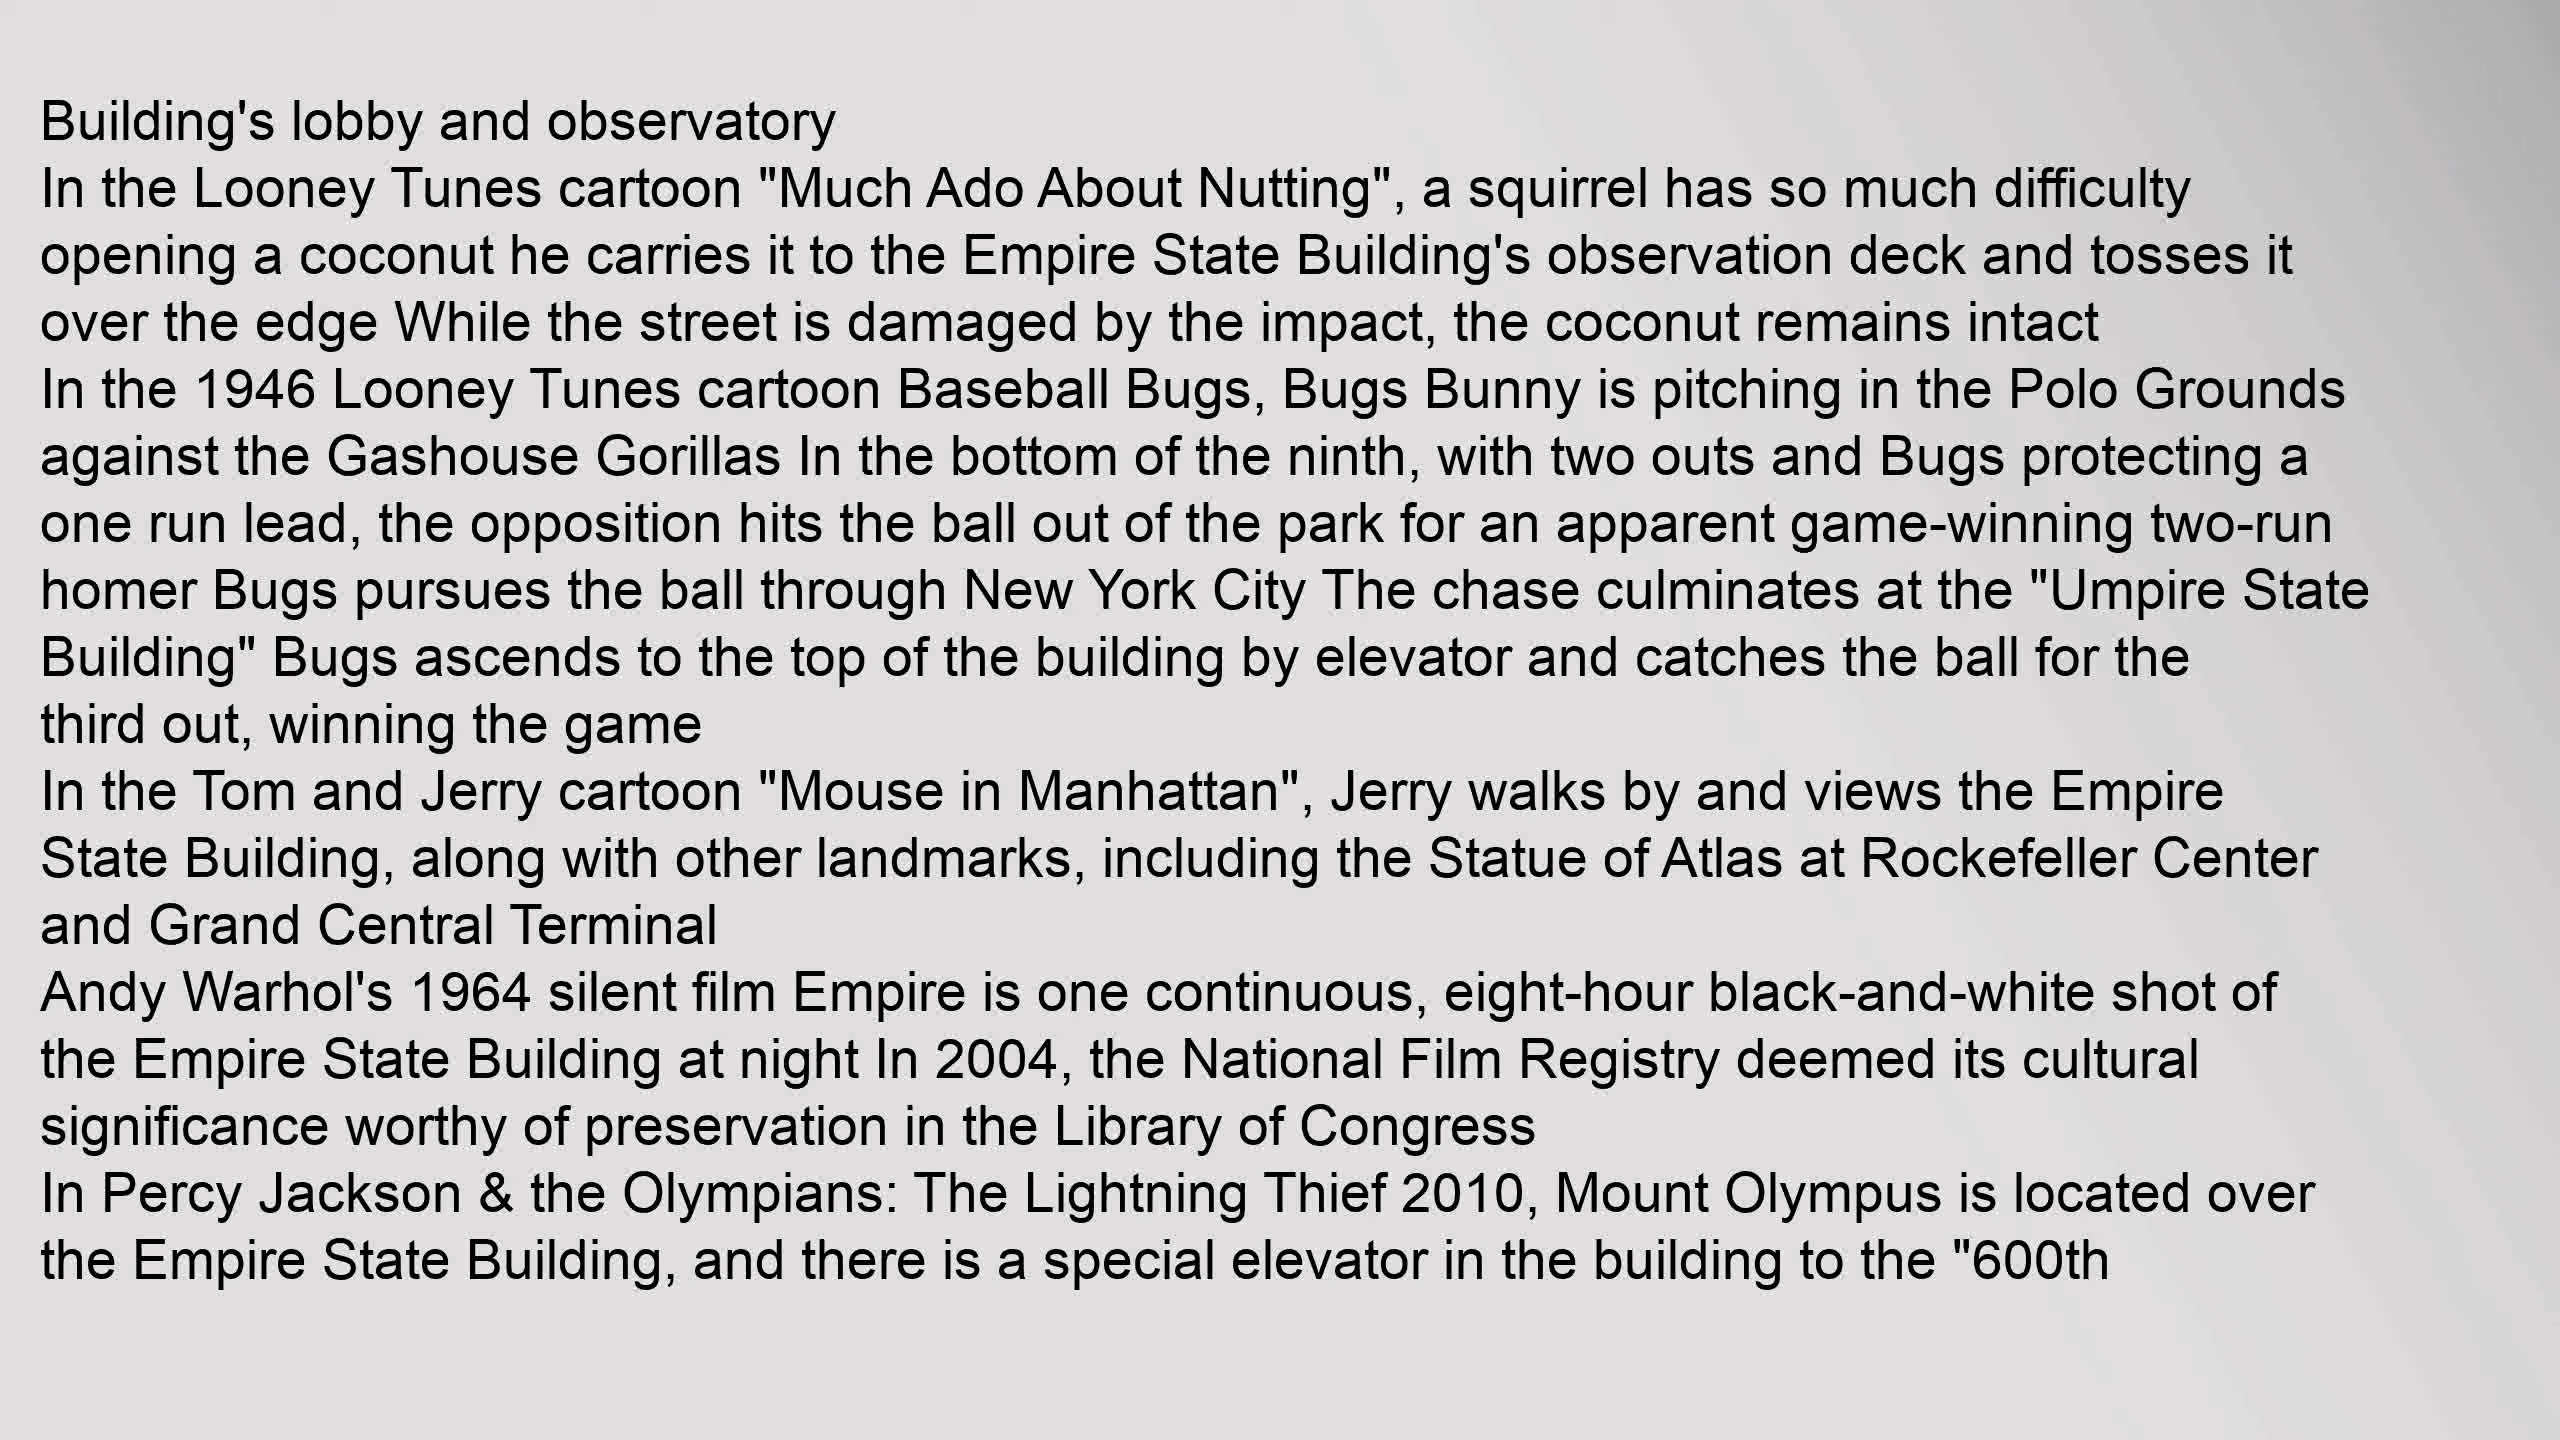 Building's lobby and observatory
In the Looney Tunes cartoon "Much Ado About Nutting", a squirrel has so much difficulty
opening a coconut he carries it to the Empire State Building's observation deck and tosses it
over the edge While the street is damaged by the impact, the coconut remains intact
In the 1946 Looney Tunes cartoon Baseball Bugs, Bugs Bunny is pitching in the Polo Grounds
against the Gashouse Gorillas In the bottom of the ninth, with two outs and Bugs protecting a
one run lead, the opposition hits the ball out of the park for an apparent game-winning two-run
homer Bugs pursues the ball through New York City The chase culminates at the "Umpire State
Building" Bugs ascends to the top of the building by elevator and catches the ball for the
third out, winning the game
In the Tom and Jerry cartoon "Mouse in Manhattan", Jerry walks by and views the Empire
State Building, along with other landmarks, including the Statue of Atlas at Rockefeller Center
and Grand Central Terminal
Andy Warhol's 1964 silent film Empire is one continuous, eight-hour black-and-white shot of
the Empire State Building at night In 2004, the National Film Registry deemed its cultural
significance worthy of preservation in the Library of Congress
In Percy Jackson & the Olympians: The Lightning Thief 2010, Mount Olympus is located over
the Empire State Building, and there is a special elevator in the building to the "600th